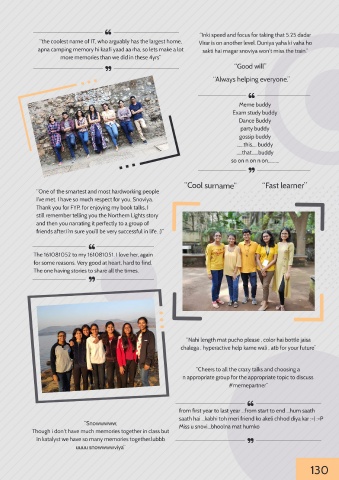 "the coolest name of IT, who arguably has the largest home,
apna camping memory hi kaafi yaad aa rha, so lets make a lot
more memories than we did in these 4yrs"
"One of the smartest and most hardworking people
I've met. I have so much respect for you. Snoviya.
Thank you for FYP, for enjoying my book talks, I
still remember telling you the Northern Lights story
and then you narrating it perfectly to a group of
friends after! I'm sure you'll be very successful in life. :)"
The 161081052 to my 161081051. I love her, again
for some reasons. Very good at heart, hard to find.
The one having stories to share all the times.
"Snowwwww,
Though i don't have much memories together in class but
in katalyst we have so many memories together.lubbb
uuuu snowwwwviya"
"Inki speed and focus for taking that 5.25 dadar
Virar is on another level. Duniya yaha ki vaha ho
sakti hai magar snoviya won't miss the train."
"Good will"
"Always helping everyone."
Meme buddy
Exam study buddy
Dance Buddy
party buddy
gossip buddy
....this.... buddy
....that.....buddy
so on n on n on..........
"Cool surname" "Fast learner"
"Nahi length mat pucho please , color hai bottle jaisa
chalega . hyperactive help karne wali . atb for your future"
"Cheers to all the crazy talks and choosing a
n appropriate group for the appropriate topic to discuss
#memepartner"
from first year to last year ...from start to end ...hum saath
saath hai ...kabhi toh meri friend ko akeli chhod diya kar :-( :-P
Miss u snovi...bhoolna mat humko
130